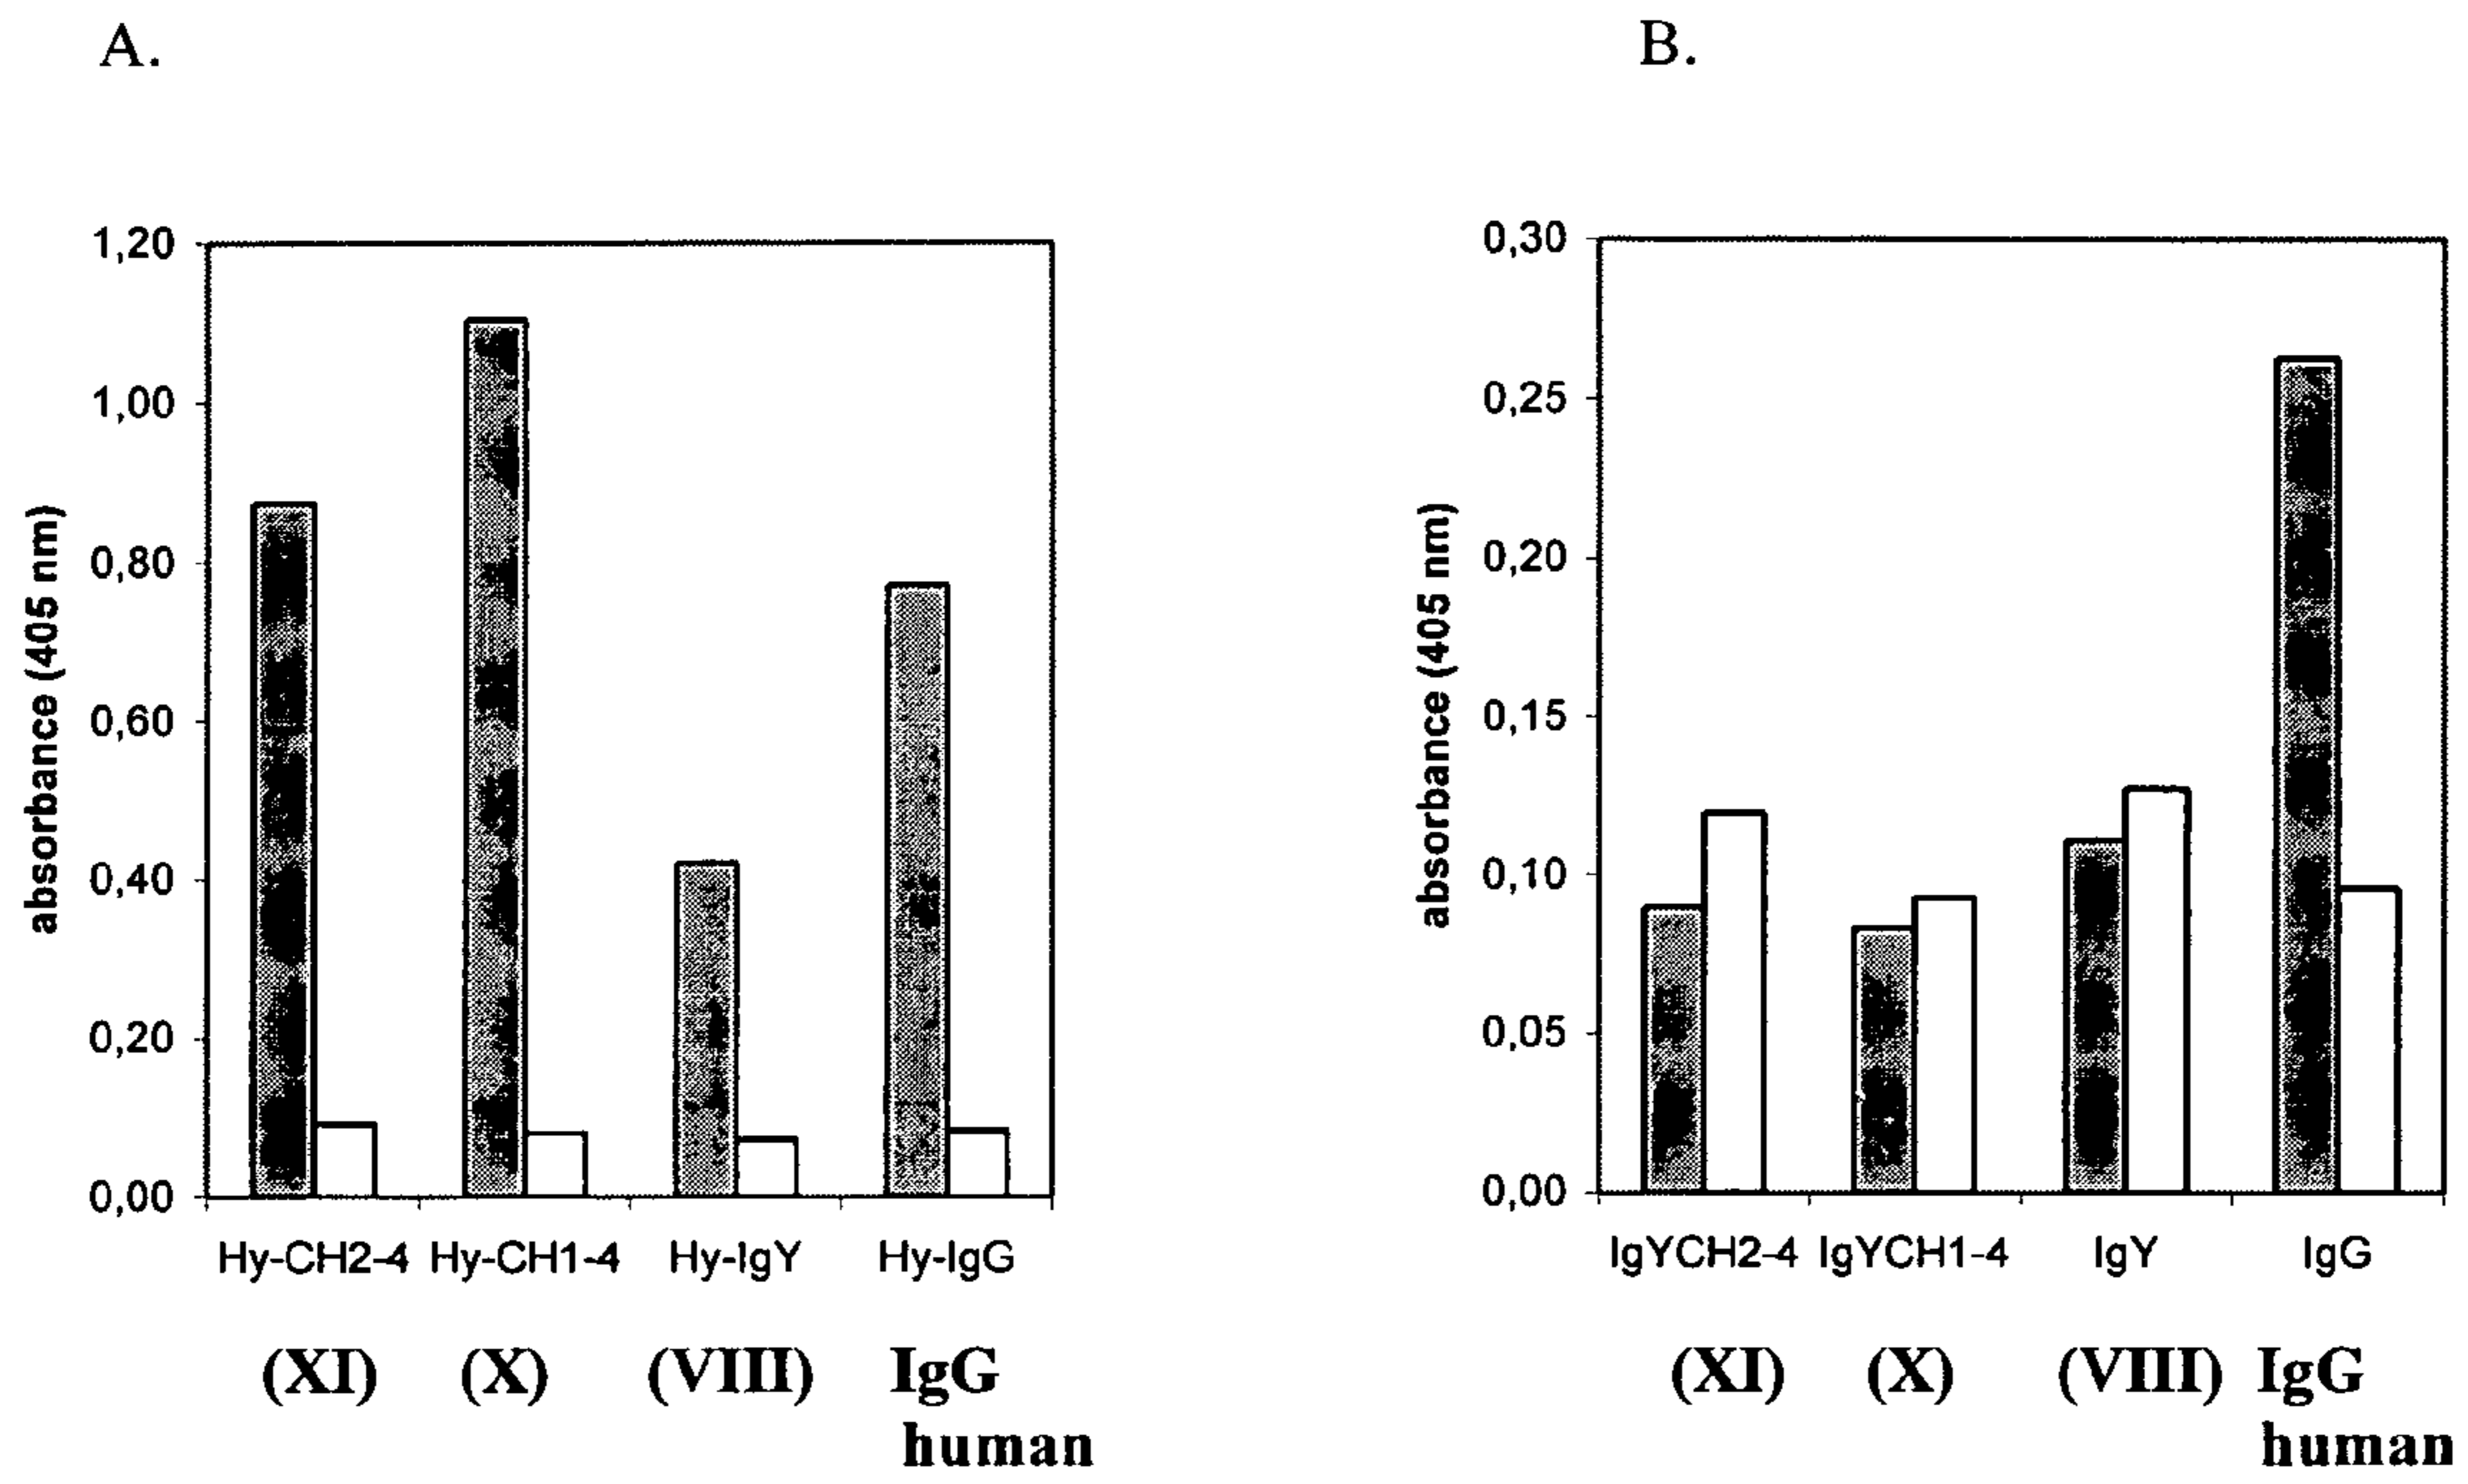 A.
1,20
1,00
0,80
0,60
0,40
0,20
0,00
absorbance (405 nm)
Hy-CH2-4 Hy-CH1-4 Hy-IgY Hy-IgG
(XI) (X) (VIII) IgG
human
B.
0,30
0,25
0,20
0,15
0,10
0,05
0,00
absorbance (405 nm)
IgYCH2-4 IgYCH1-4 IgY IgG
(XI) (X) (VIII) IgG
human